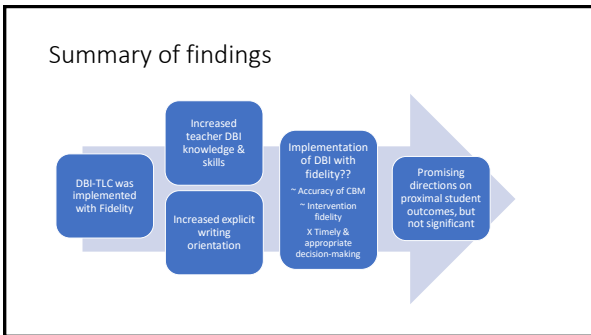 Summary of findings
DBI-TLC was
implemented
with Fidelity
Increased
teacher DBI
knowledge &
skills
Increased explicit
writing
orientation
Implementation
of DBI with
fidelity??
~ Accuracy of CBM
~ Intervention
fidelity
X Timely &
appropriate
decision-making
Promising
directions on
proximal student
outcomes, but
not significant